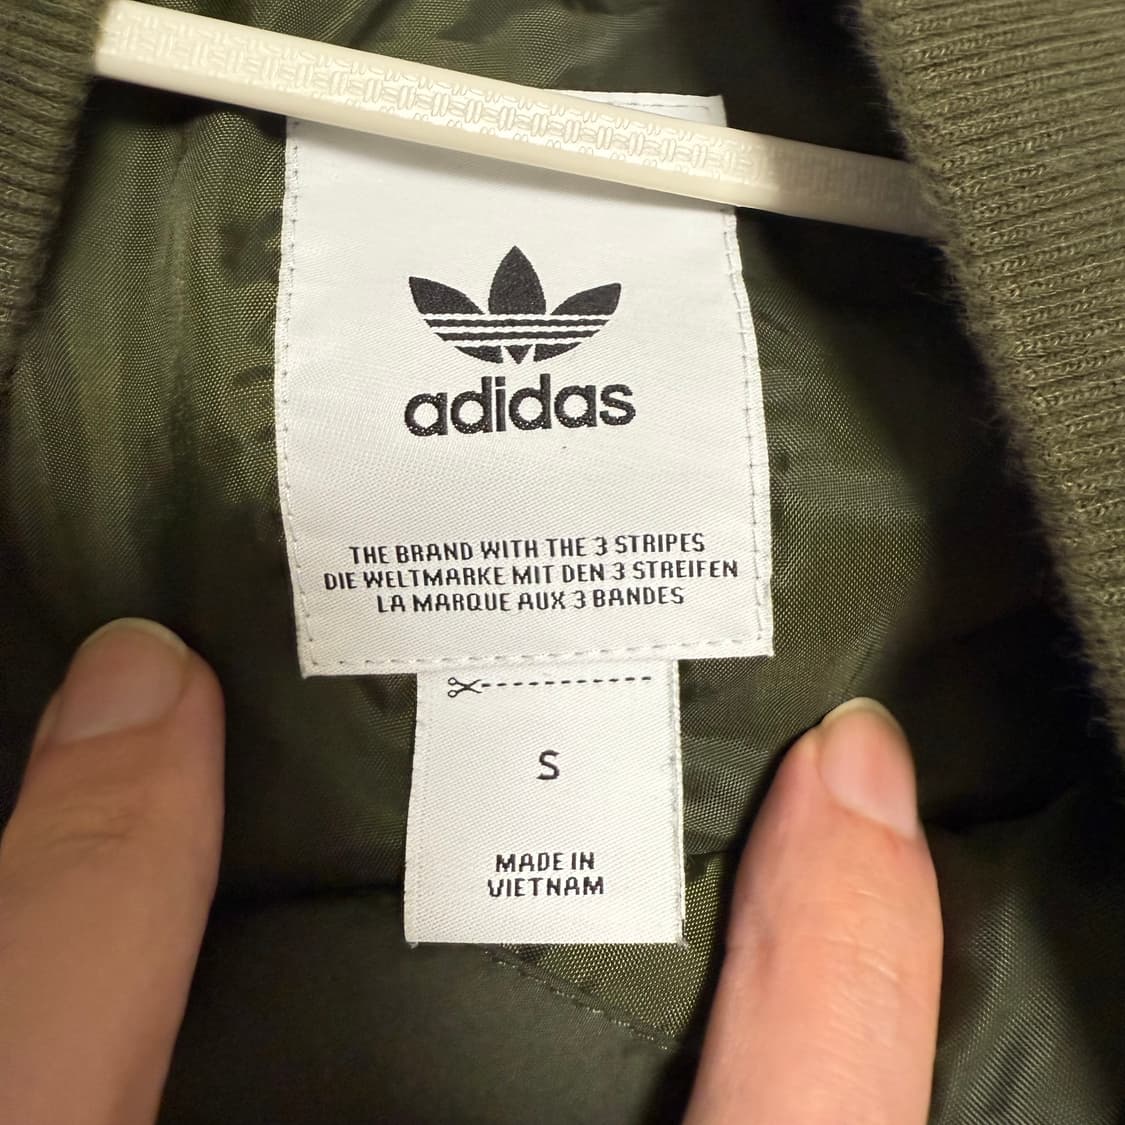 adidas
THE BRAND WITH THE 3 STRIPES
DIE WELTMARKE MIT DEN 3 STREIFEN
LA MARQUE AUX 3 BANDES
S
MADE IN
VIETNAM